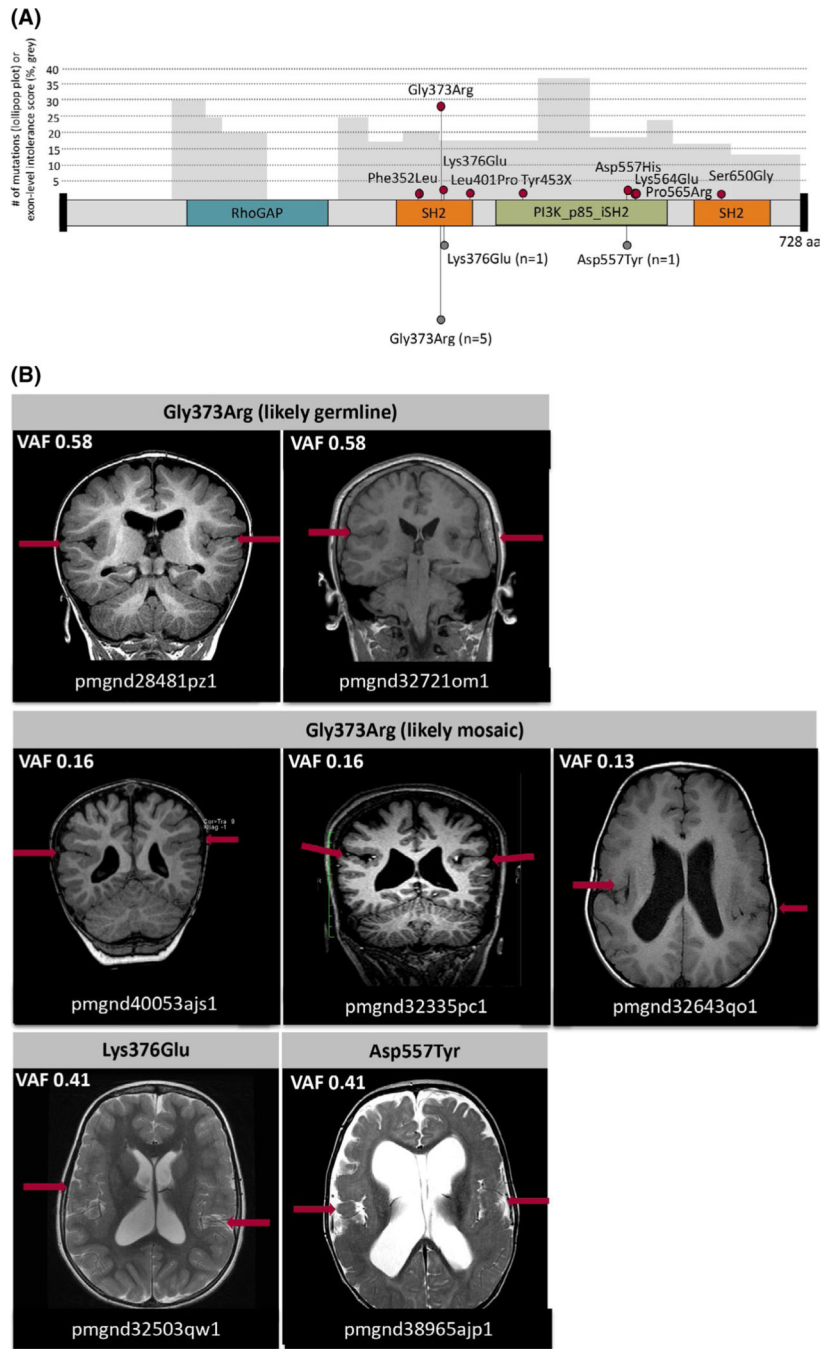 (A)
# of mutations (lollipop plot) or
exon-level intolerance score (%, grey)
40
35
30
25
20
15
10
5
Gly373Arg
Lys376Glu
Phe352Leu
Leu401Pro Tyr453X
Asp557His
Lys564Glu
Pro565Arg
Ser650Gly
RhoGAP
SH2
PI3K_p85_iSH2
SH2
728 aa
Lys376Glu (n=1)
Asp557Tyr (n=1)
Gly373Arg (n=5)
(B)
Gly373Arg (likely germline)
VAF 0.58
VAF 0.58
pmgnd28481pz1
pmgnd32721om1
Gly373Arg (likely mosaic)
VAF 0.16
VAF 0.16
VAF 0.13
Cor>Tra 9
pmgnd40053ajs1
pmgnd32335pc1
pmgnd32643qo1
Lys376Glu
Asp557Tyr
VAF 0.41
VAF 0.41
pmgnd32503qw1
pmgnd38965ajp1